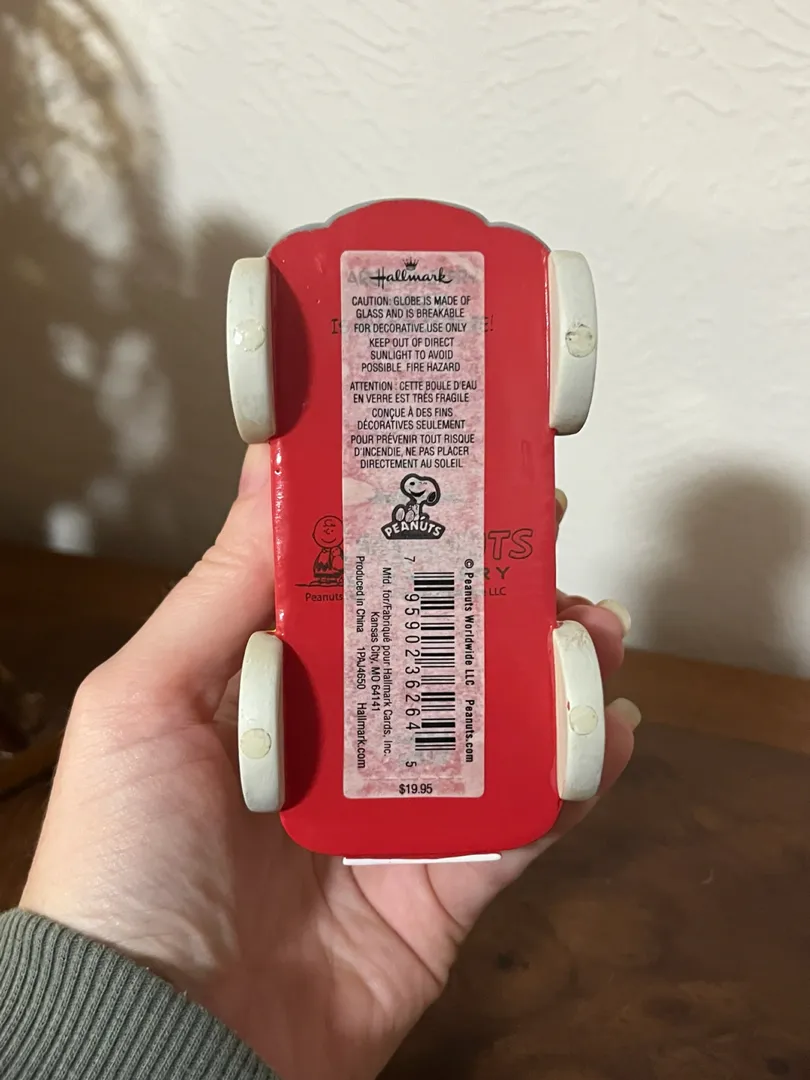 Hallmark
CAUTION: GLOBE IS MADE OF
GLASS AND IS BREAKABLE
FOR DECORATIVE USE ONLY
KEEP OUT OF DIRECT
SUNLIGHT TO AVOID
POSSIBLE FIRE HAZARD
ATTENTION : CETTE BOULE D'EAU
EN VERRE EST TRÈS FRAGILE
CONÇUE À DES FINS
DÉCORATIVES SEULEMENT
POUR PRÉVENIR TOUT RISQUE
D'INCENDIE, NE PAS PLACER
DIRECTEMENT AU SOLEIL
PEANUTS
TS
RY
Peanuts
LLC
© Peanuts Worldwide LLC Peanuts.com
7 95902 36264 5
Mfd. for/Fabriqué pour Hallmark Cards, Inc.
Kansas City, MO 64141
Produced in China 1PAJ4650 Hallmark.com
$19.95